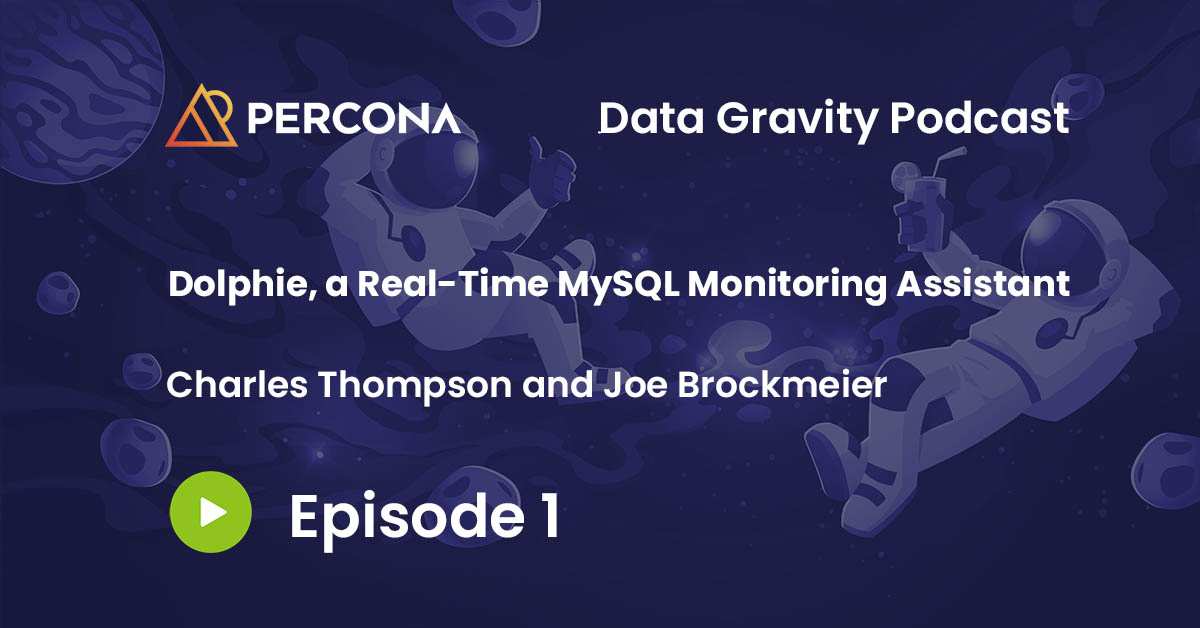 PERCONA
Data Gravity Podcast
Dolphie, a Real-Time MySQL Monitoring Assistant
Charles Thompson and Joe Brockmeier
Episode 1